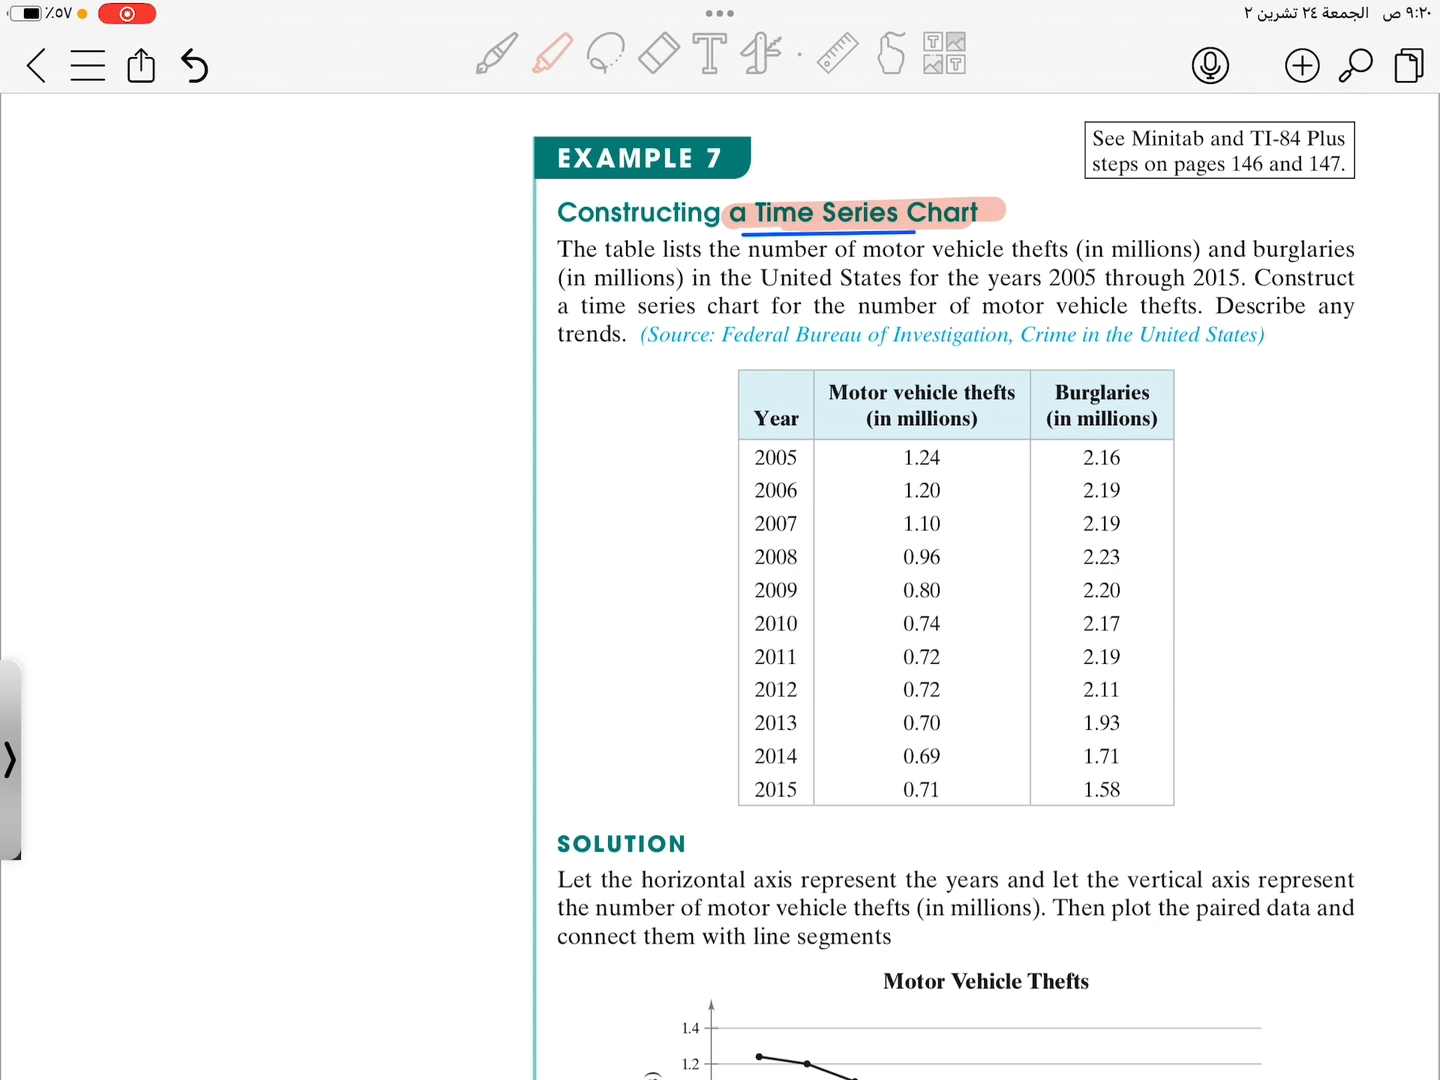 ٪٥٧
٩:٢٠ ص الجمعة ٢٤ تشرين ٢
EXAMPLE 7
See Minitab and TI-84 Plus
steps on pages 146 and 147.
Constructing a Time Series Chart
The table lists the number of motor vehicle thefts (in millions) and burglaries
(in millions) in the United States for the years 2005 through 2015. Construct
a time series chart for the number of motor vehicle thefts. Describe any
trends. (Source: Federal Bureau of Investigation, Crime in the United States)
Year Motor vehicle thefts (in millions) Burglaries (in millions)
2005 1.24 2.16
2006 1.20 2.19
2007 1.10 2.19
2008 0.96 2.23
2009 0.80 2.20
2010 0.74 2.17
2011 0.72 2.19
2012 0.72 2.11
2013 0.70 1.93
2014 0.69 1.71
2015 0.71 1.58
SOLUTION
Let the horizontal axis represent the years and let the vertical axis represent
the number of motor vehicle thefts (in millions). Then plot the paired data and
connect them with line segments
Motor Vehicle Thefts
1.4
1.2